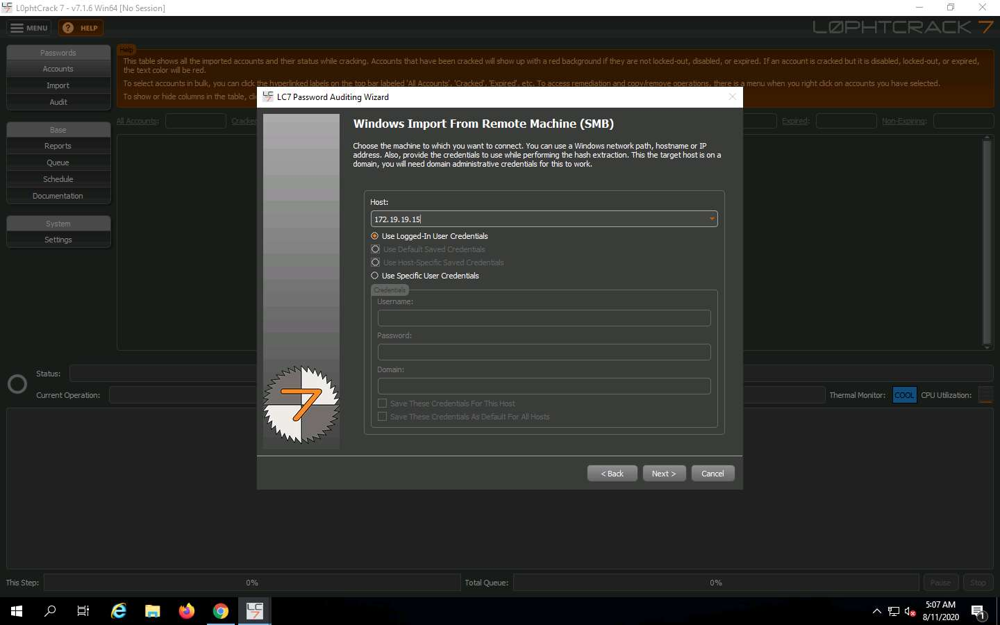 L0phtCrack 7 - v7.1.6 Win64 [No Session]
MENU
HELP
L0PHTCRACK 7
Passwords
Accounts
Import
Audit
Base
Reports
Queue
Schedule
Documentation
System
Settings
Help
This table shows all the imported accounts and their status while cracking. Accounts that have been cracked will show up with a red background if they are not locked-out, disabled, or expired. If an account is cracked but it is disabled, locked-out, or expired,
the text color will be red.
To select accounts in bulk, you can click the hyperlinked labels on the top bar labeled 'All Accounts', 'Cracked', 'Expired', etc. To access remediation and copy/remove operations, there is a menu when you right click on accounts you have selected.
To show or hide columns in the table, cli
All Accounts:
Cracked
Expired:
Non-Expiring:
LC7 Password Auditing Wizard
Windows Import From Remote Machine (SMB)
Choose the machine to which you want to connect. You can use a Windows network path, hostname or IP
address. Also, provide the credentials to use while performing the hash extraction. This the target host is on a
domain, you will need domain administrative credentials for this to work.
Host:
172.19.19.15
Use Logged-In User Credentials
Use Default Saved Credentials
Use Host-Specific Saved Credentials
Use Specific User Credentials
Credentials
Username:
Password:
Domain:
Save These Credentials For This Host
Save These Credentials As Default For All Hosts
7
< Back
Next >
Cancel
Status:
Current Operation:
Thermal Monitor:
COOL
CPU Utilization:
This Step:
0%
Total Queue:
0%
Pause
Stop
LC
7
5:07 AM
8/11/2020
1